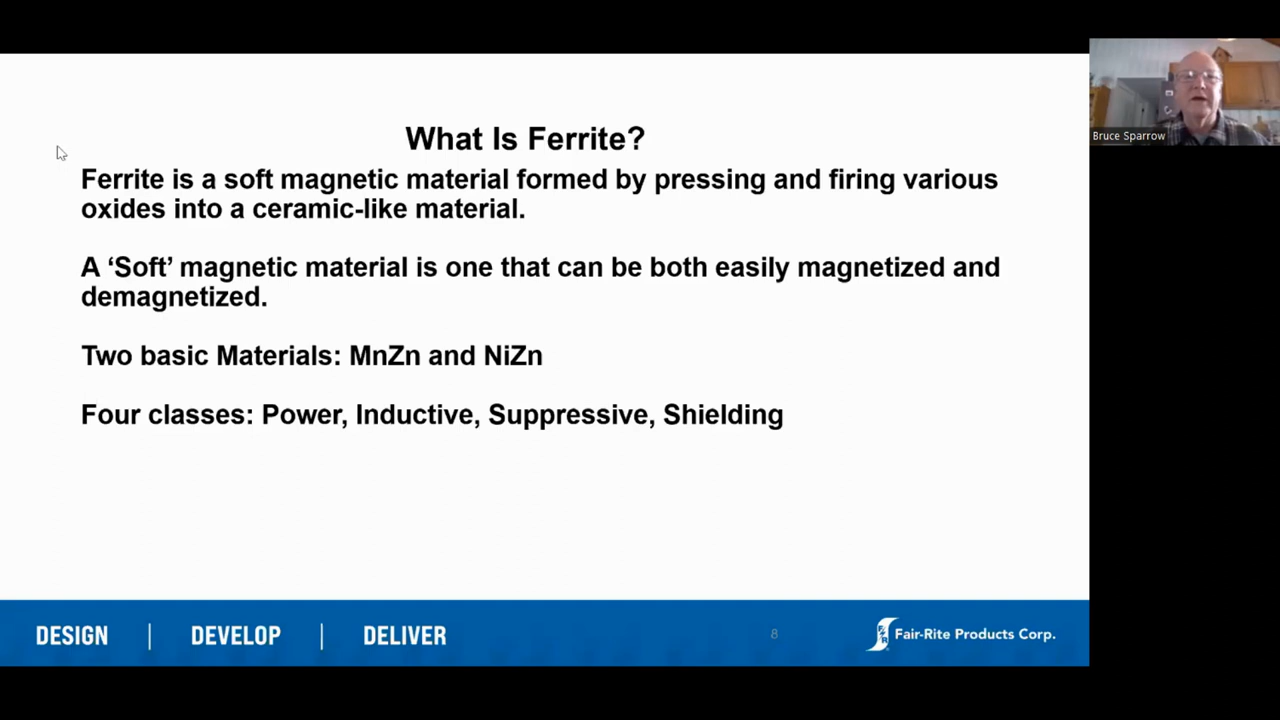 What Is Ferrite?
Ferrite is a soft magnetic material formed by pressing and firing various
oxides into a ceramic-like material.
A ‘Soft’ magnetic material is one that can be both easily magnetized and
demagnetized.
Two basic Materials: MnZn and NiZn
Four classes: Power, Inductive, Suppressive, Shielding
DESIGN | DEVELOP | DELIVER
8
Fair-Rite Products Corp.
Bruce Sparrow